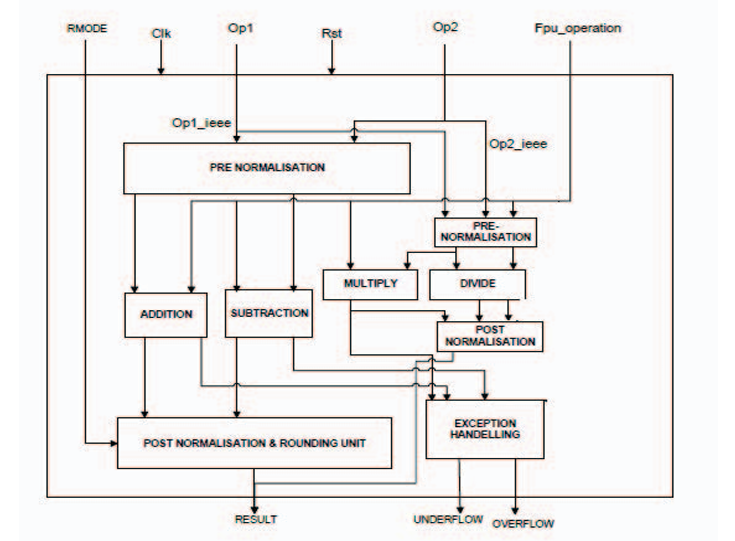 RMODE
Clk
Op1
Rst
Op2
Fpu_operation
Op1_ieee
Op2_ieee
PRE NORMALISATION
PRE-
NORMALISATION
MULTIPLY
DIVIDE
ADDITION
SUBTRACTION
POST
NORMALISATION
POST NORMALISATION & ROUNDING UNIT
EXCEPTION
HANDELLING
RESULT
UNDERFLOW
OVERFLOW